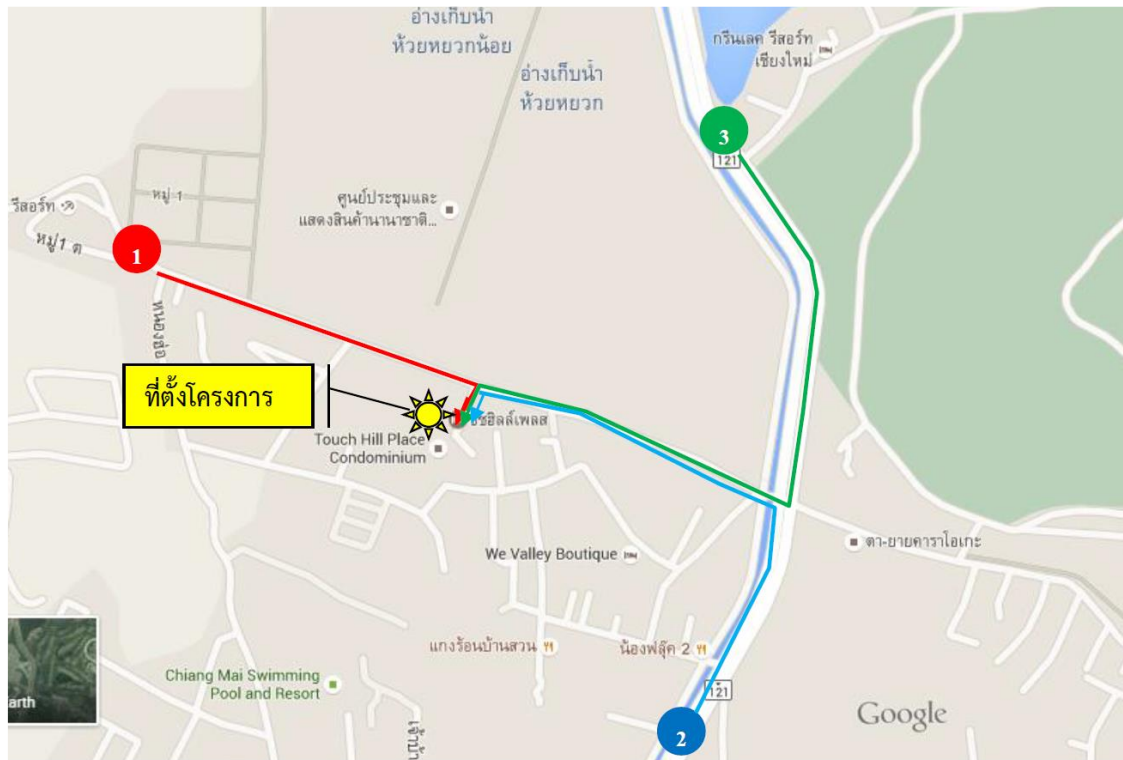 อ่างเก็บน้ำ
ห้วยหยวกน้อย
อ่างเก็บน้ำ
ห้วยหยวก
กรีนเลค รีสอร์ท
เชียงใหม่
3
121
หมู่ 1
รีสอร์ท
หมู่1 ต
1
ศูนย์ประชุมและ
แสดงสินค้านานาชาติ...
ที่ตั้งโครงการ
ชฮิลล์เพลส
Touch Hill Place
Condominium
ตา-ยายคาราโอเกะ
We Valley Boutique
แกงร้อนบ้านสวน
น้องฟลุ๊ค 2
Chiang Mai Swimming
Pool and Resort
121
arth
2
Google